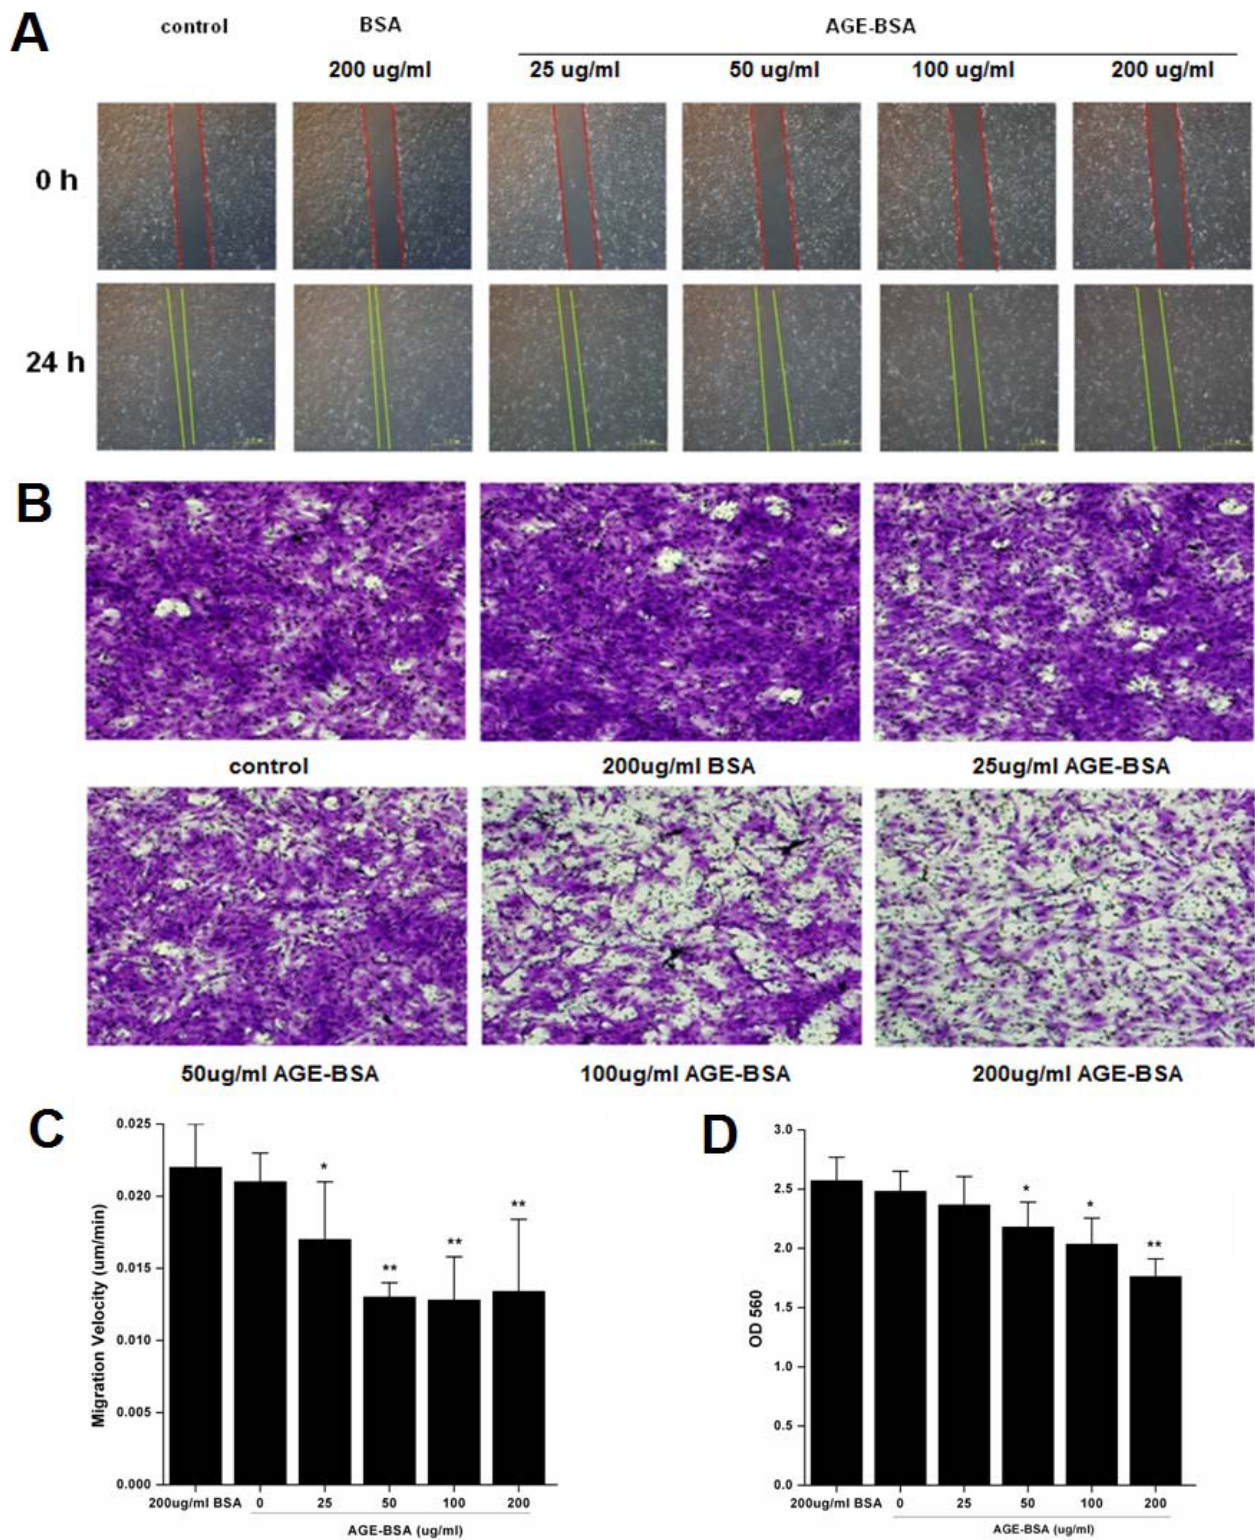 A
control
BSA
AGE-BSA
200 ug/ml
25 ug/ml
50 ug/ml
100 ug/ml
200 ug/ml
0 h
24 h
B
control
200ug/ml BSA
25ug/ml AGE-BSA
50ug/ml AGE-BSA
100ug/ml AGE-BSA
200ug/ml AGE-BSA
C
Migration Velocity (um/min)
0.025
0.020
0.015
0.010
0.005
0.000
*
**
**
**
200ug/ml BSA
0
25
50
100
200
AGE-BSA (ug/ml)
D
OD 560
3.0
2.5
2.0
1.5
1.0
0.5
0.0
*
*
**
200ug/ml BSA
0
25
50
100
200
AGE-BSA (ug/ml)